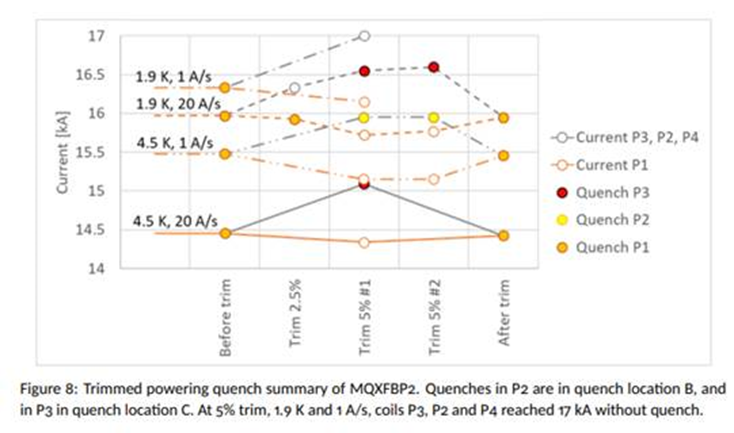 17
16.5
16
15.5
15
14.5
14
Current [kA]
1.9 K, 1 A/s
1.9 K, 20 A/s
4.5 K, 1 A/s
4.5 K, 20 A/s
Before trim
Trim 2.5%
Trim 5% #1
Trim 5% #2
After trim
Current P3, P2, P4
Current P1
Quench P3
Quench P2
Quench P1
Figure 8: Trimmed powering quench summary of MQXFBP2. Quenches in P2 are in quench location B, and
in P3 in quench location C. At 5% trim, 1.9 K and 1 A/s, coils P3, P2 and P4 reached 17 kA without quench.